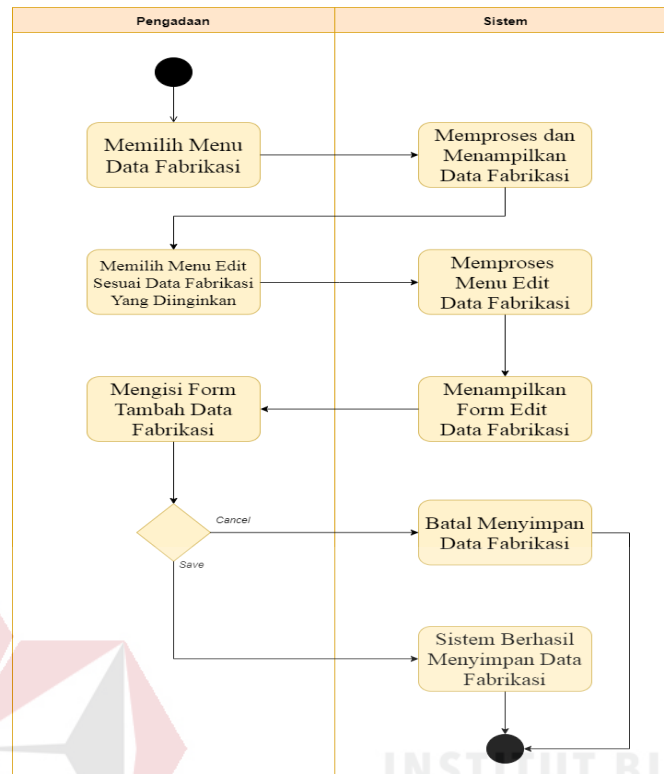 Pengadaan
Sistem
Memilih Menu
Data Fabrikasi
Memproses dan
Menampilkan
Data Fabrikasi
Memilih Menu Edit
Sesuai Data Fabrikasi
Yang Diinginkan
Memproses
Menu Edit
Data Fabrikasi
Mengisi Form
Tambah Data
Fabrikasi
Menampilkan
Form Edit
Data Fabrikasi
Cancel
Save
Batal Menyimpan
Data Fabrikasi
Sistem Berhasil
Menyimpan Data
Fabrikasi
INSTITUT